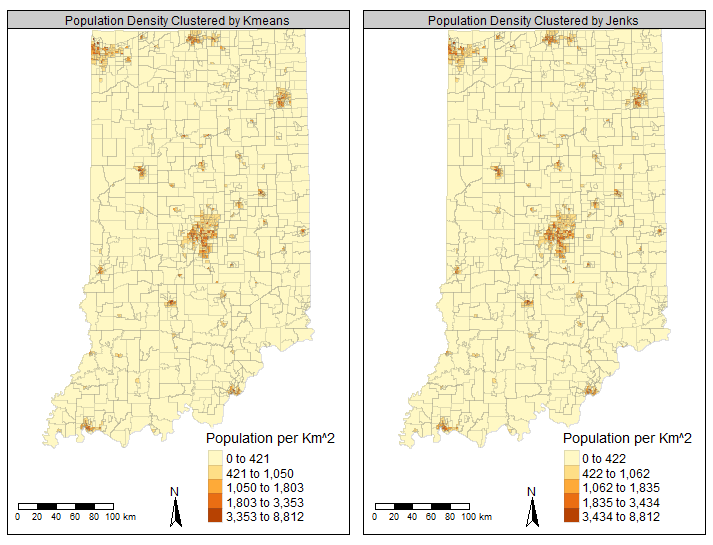 Population Density Clustered by Kmeans
Population per Km^2
0 to 421
421 to 1,050
1,050 to 1,803
1,803 to 3,353
3,353 to 8,812
N
0 20 40 60 80 100 km
Population Density Clustered by Jenks
Population per Km^2
0 to 422
422 to 1,062
1,062 to 1,835
1,835 to 3,434
3,434 to 8,812
N
0 20 40 60 80 100 km